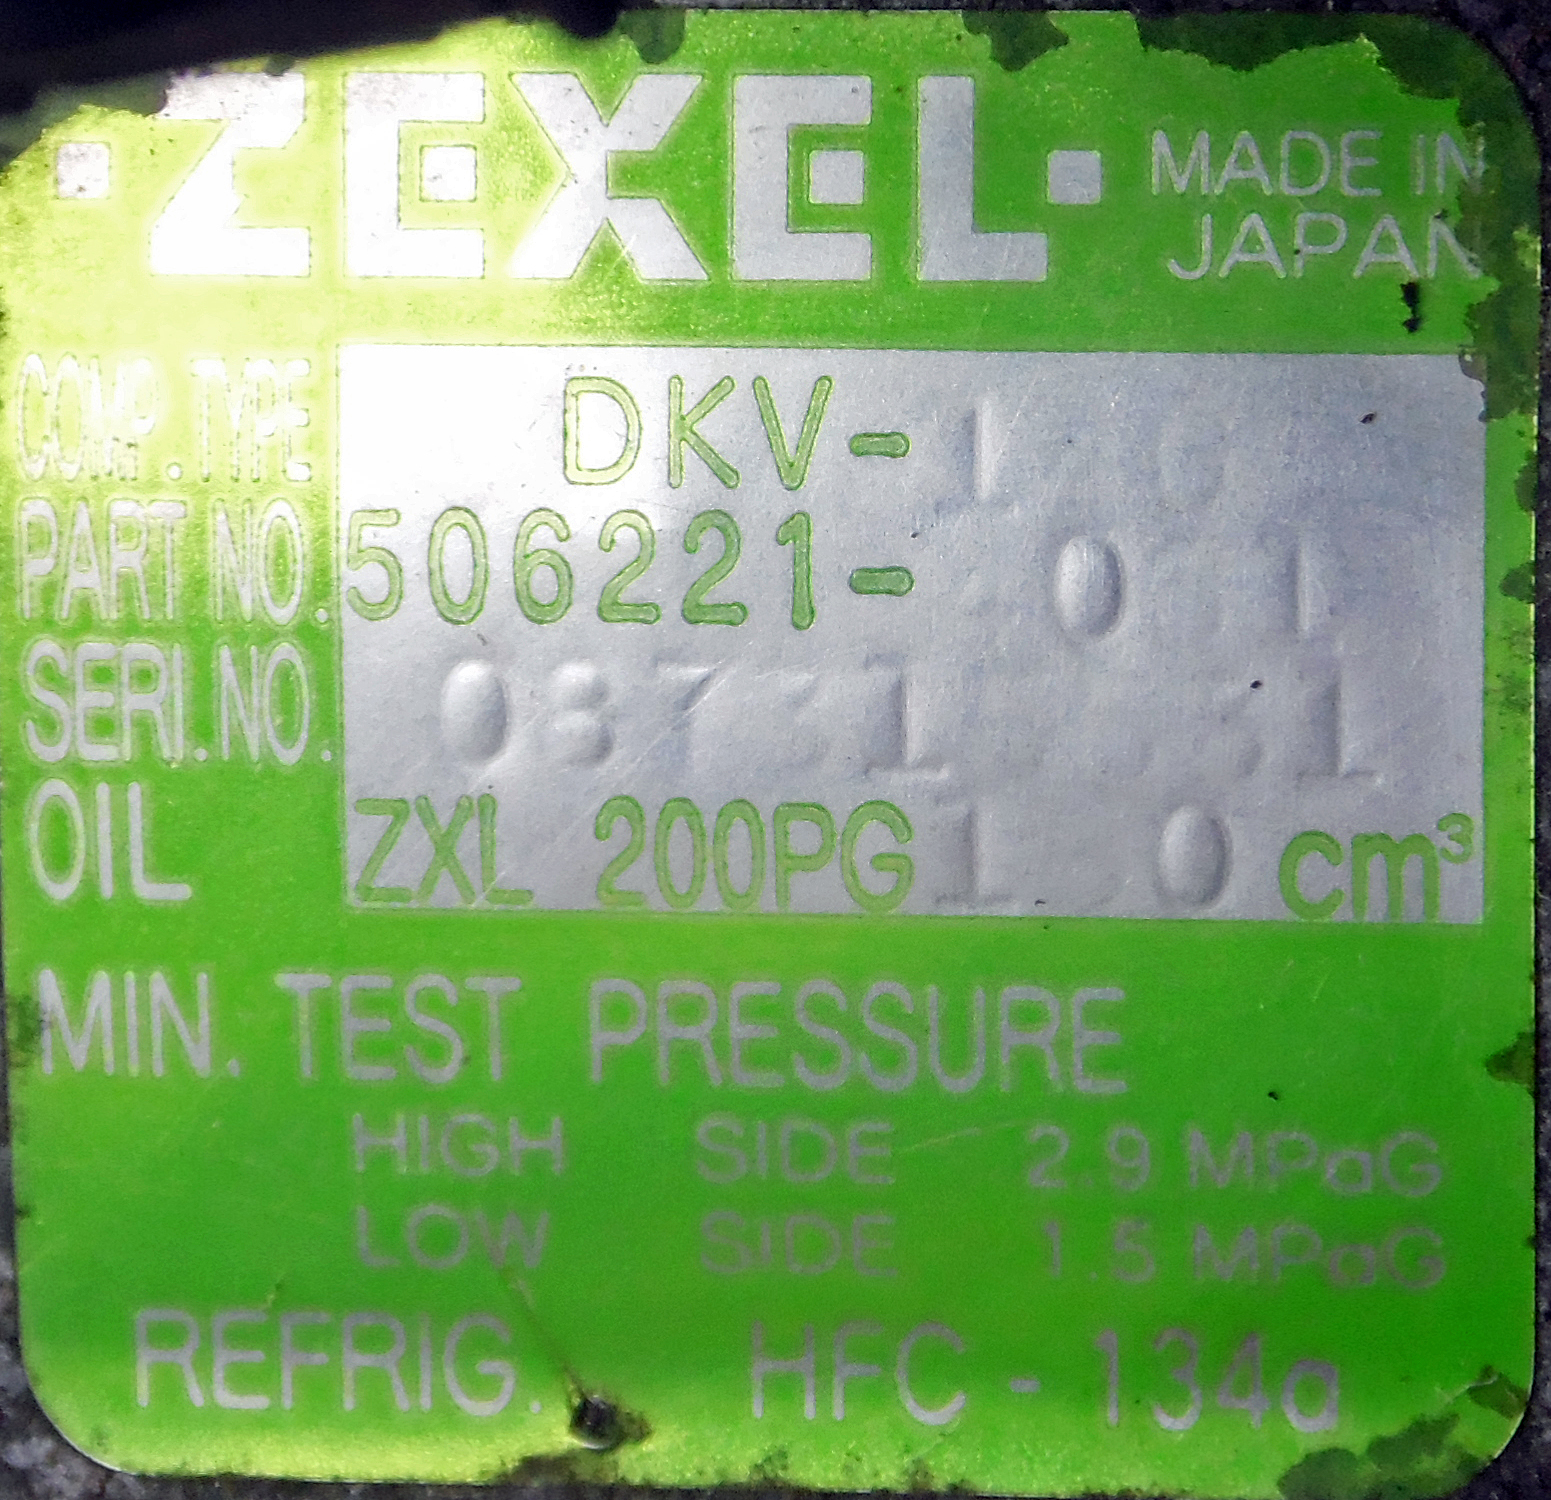 ZEXEL
MADE IN
JAPAN
COMP.TYPE DKV-
PART NO. 506221-
SERI.NO.
OIL ZXL 200PG cm³
MIN. TEST PRESSURE
HIGH SIDE 2.9 MPaG
LOW SIDE 1.5 MPaG
REFRIG. HFC - 134a